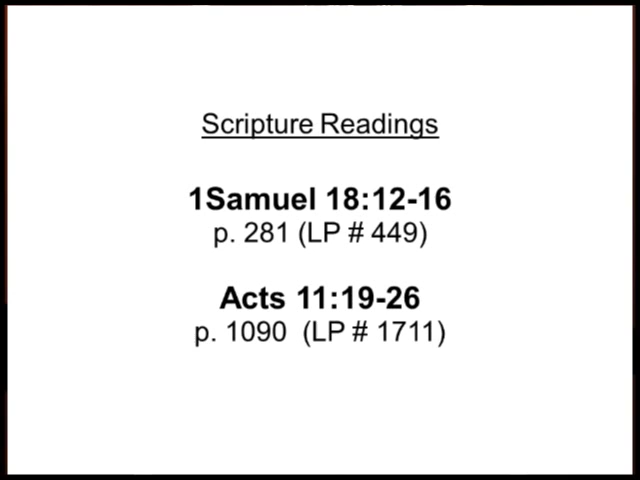 Scripture Readings
1Samuel 18:12-16
p. 281 (LP # 449)
Acts 11:19-26
p. 1090  (LP # 1711)